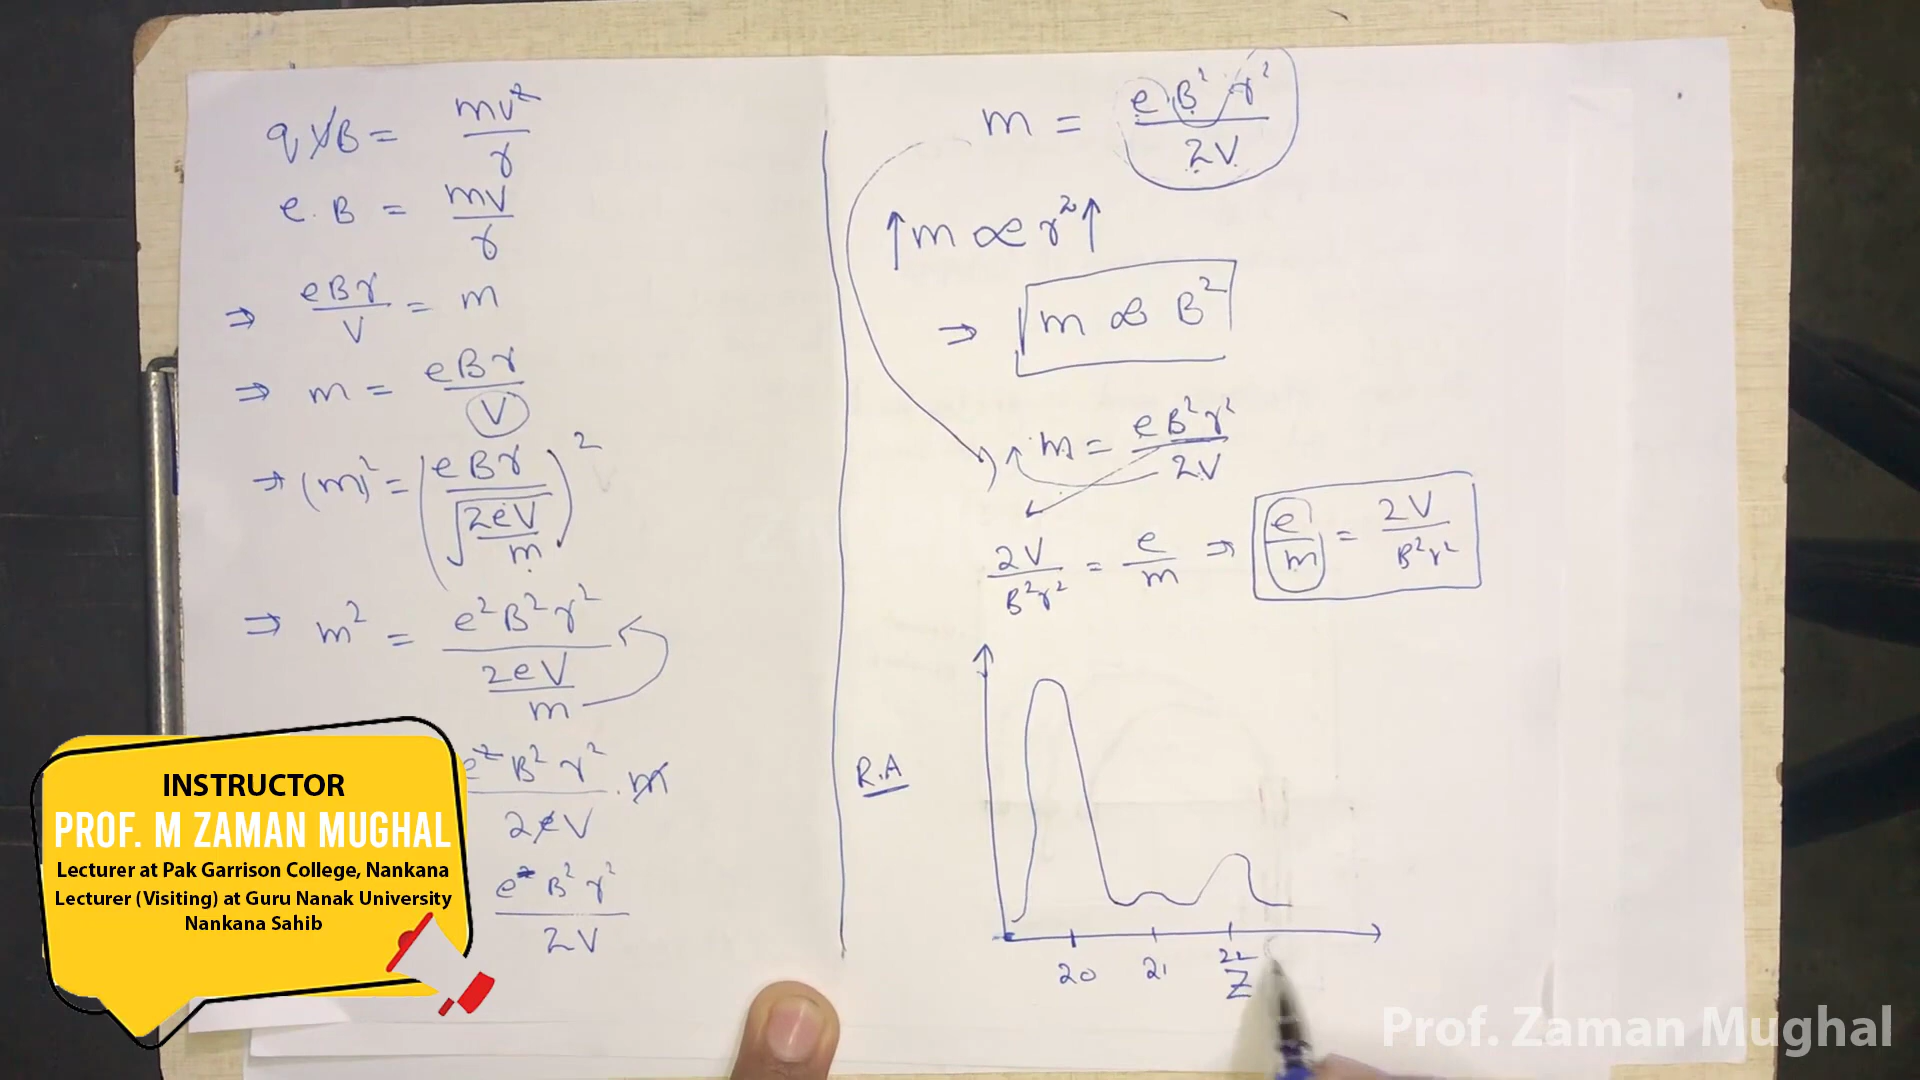 qvB = mv²/r
e.B = mv/r
⇒ eBr/v = m
⇒ m = eBr/v
⇒ (m)² = (eBr/√(2eV/m))²
⇒ m² = e²B²r²/(2eV/m)
e²B²r²/2eV . m
e²B²r²/2V
m = eB²r²/2V
↑m ∝ r²↑
⇒ m ∝ B²
↑m = eB²r²/2V
2V/B²r² = e/m ⇒ e/m = 2V/B²r²
R.A
20 21 22
Z
INSTRUCTOR
PROF. M ZAMAN MUGHAL
Lecturer at Pak Garrison College, Nankana
Lecturer (Visiting) at Guru Nanak University
Nankana Sahib
Prof. Zaman Mughal